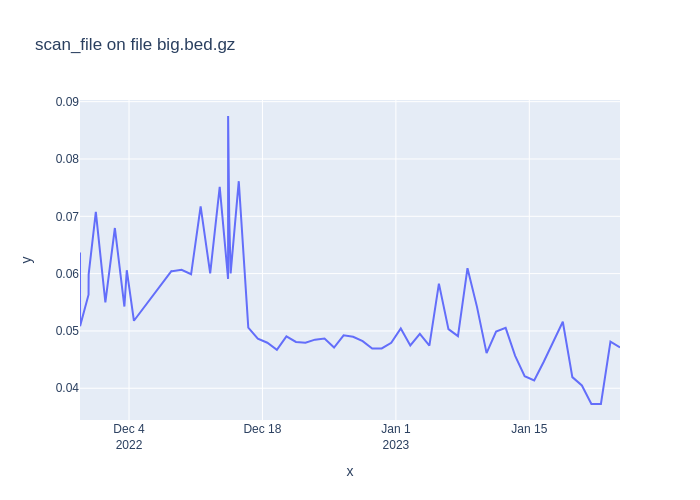 scan_file on file big.bed.gz
0.09
0.08
0.07
0.06
0.05
0.04
y
Dec 4
2022
Dec 18
Jan 1
2023
Jan 15
x